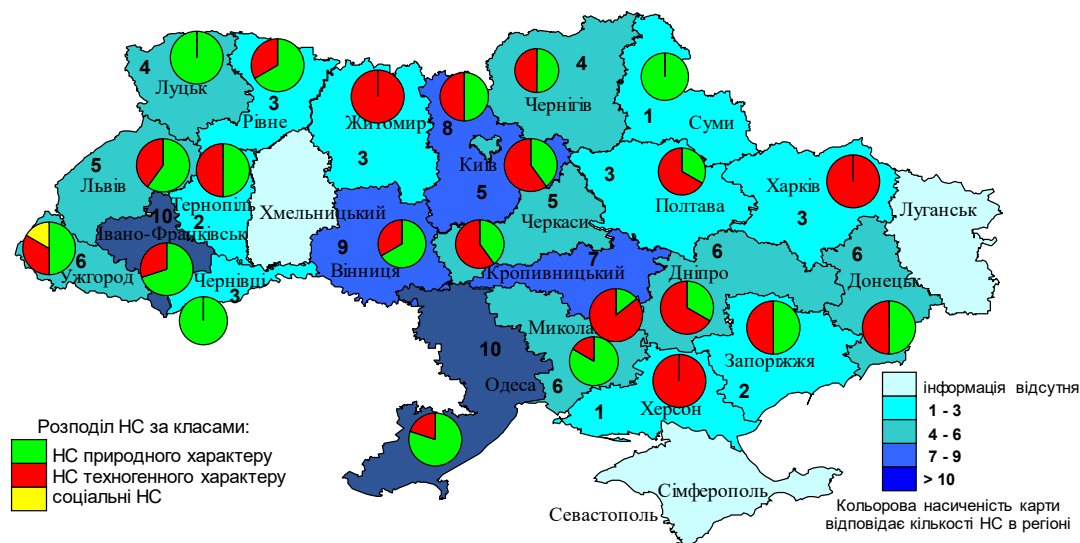 4
Луцьк
3
Рівне
Житомир
3
8
Київ
5
4
Чернігів
1
Суми
5
Львів
10
Тернопіль
2
Івано-Франківськ
Хмельницький
6
Ужгород
Чернівці
3
9
Вінниця
5
Черкаси
3
Полтава
Харків
3
Луганськ
7
Кропивницький
6
Дніпро
6
Донецьк
10
Одеса
Микола
6
1
Херсон
Запоріжжя
2
Сімферополь
Севастополь
Розподіл НС за класами:
НС природного характеру
НС техногенного характеру
соціальні НС
інформація відсутня
1 - 3
4 - 6
7 - 9
> 10
Кольорова насиченість карти
відповідає кількості НС в регіоні